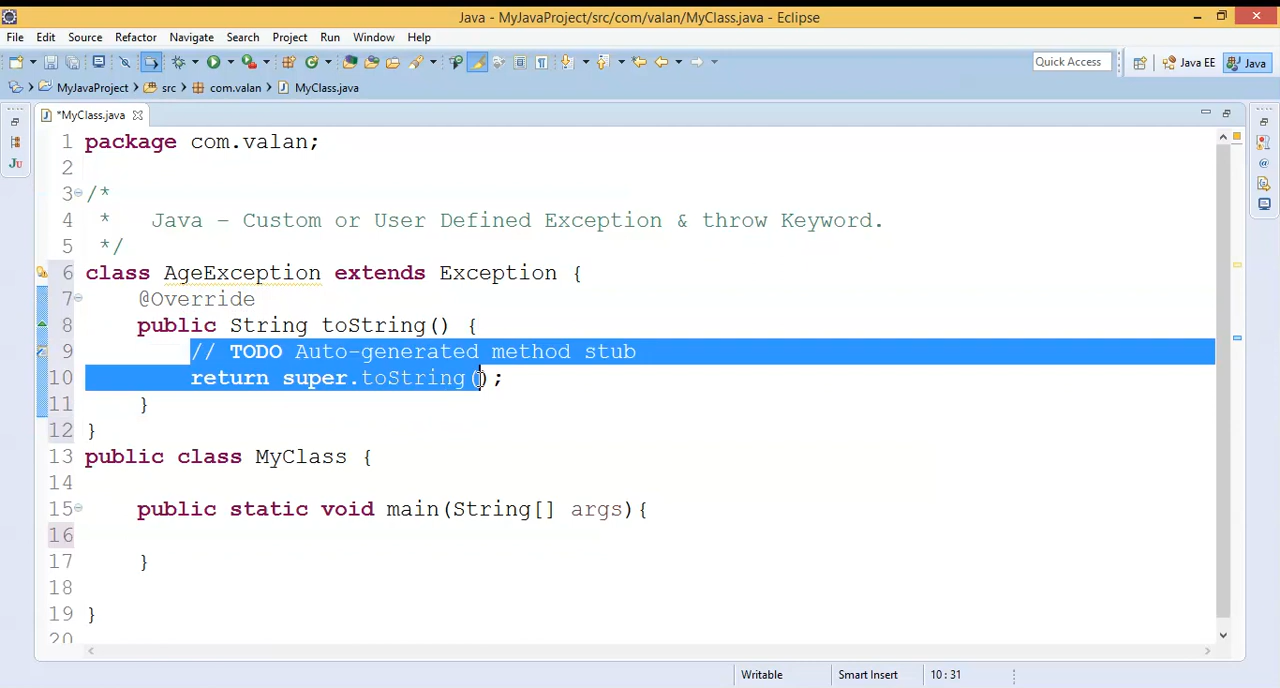 Java - MyJavaProject/src/com/valan/MyClass.java - Eclipse
File Edit Source Refactor Navigate Search Project Run Window Help
Quick Access Java EE Java
MyJavaProject src com.valan MyClass.java
*MyClass.java
1 package com.valan;
2
3 /*
4 * Java - Custom or User Defined Exception & throw Keyword.
5 */
6 class AgeException extends Exception {
7 @Override
8 public String toString() {
9 // TODO Auto-generated method stub
10 return super.toString();
11 }
12 }
13 public class MyClass {
14
15 public static void main(String[] args){
16
17 }
18
19 }
20
Writable Smart Insert 10 : 31